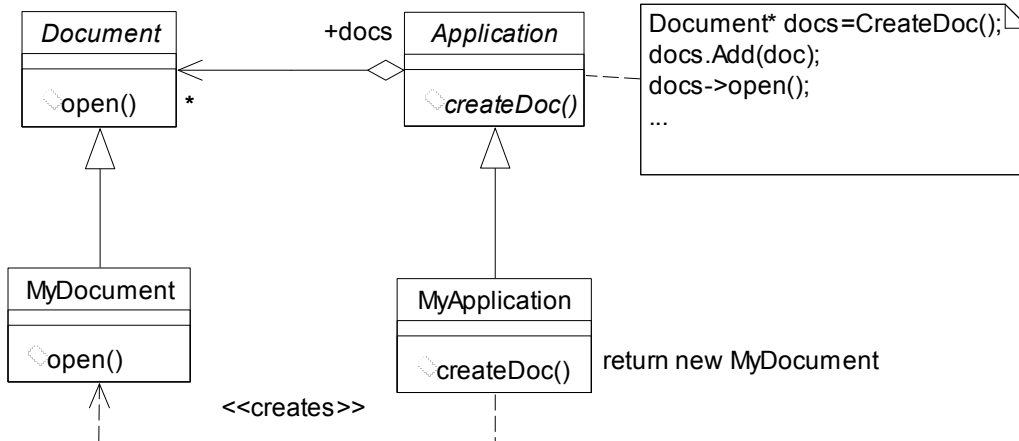 Document
open()
*
+docs
Application
createDoc()
Document* docs=CreateDoc();
docs.Add(doc);
docs->open();
...
MyDocument
open()
MyApplication
createDoc()
return new MyDocument
<<creates>>